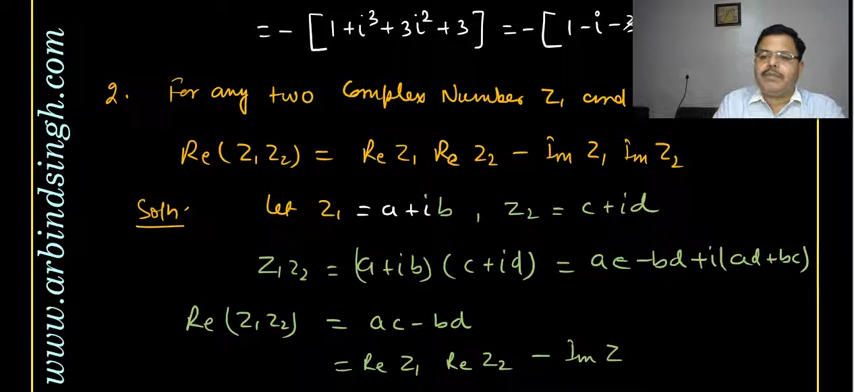 = - [ 1 + i³ + 3i² + 3 ] = - [ 1 - i - 3
2. For any two Complex Number Z₁ and
Re(Z₁Z₂) = Re Z₁ Re Z₂ - Im Z₁ Im Z₂
Soln. let Z₁ = a+ib , Z₂ = c+id
Z₁Z₂ = (a+ib)(c+id) = ac-bd+i(ad+bc)
Re(Z₁Z₂) = ac-bd
= Re Z₁ Re Z₂ - Im Z
www.arbindsingh.com